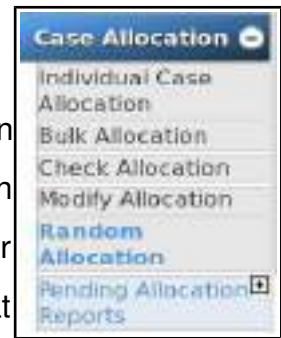 Case Allocation
Individual Case
Allocation
n
Bulk Allocation
Check Allocation
n
Modify Allocation
r
Random
Allocation
Pending Allocation
t
Reports